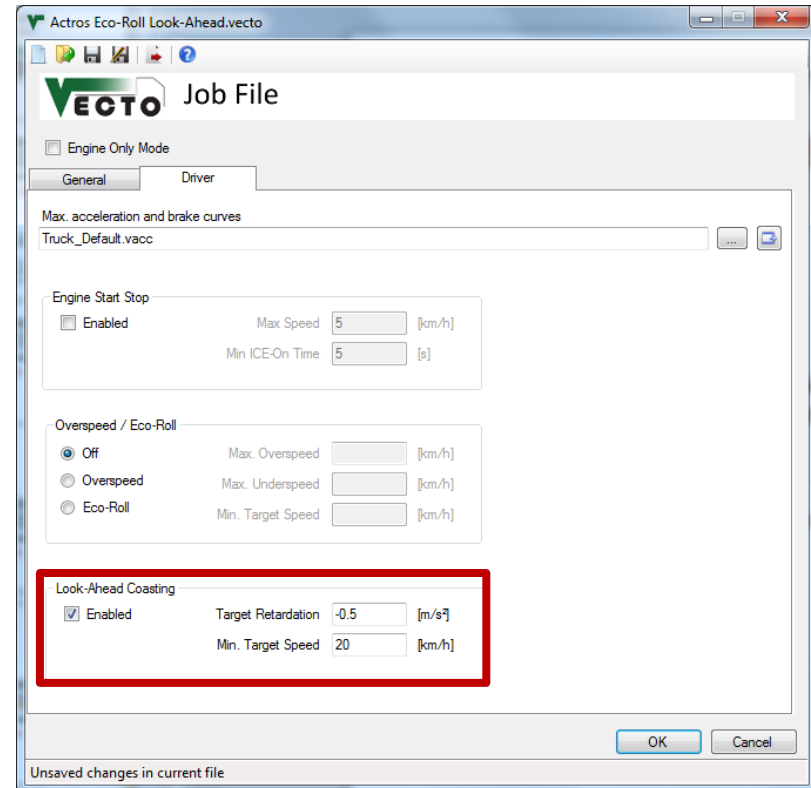 Actros Eco-Roll Look-Ahead.vecto
VECTO Job File
Engine Only Mode
General Driver
Max. acceleration and brake curves
Truck_Default.vacc ...
Engine Start Stop
Enabled Max Speed 5 [km/h]
Min ICE-On Time 5 [s]
Overspeed / Eco-Roll
Off Max. Overspeed [km/h]
Overspeed Max. Underspeed [km/h]
Eco-Roll Min. Target Speed [km/h]
Look-Ahead Coasting
Enabled Target Retardation -0.5 [m/s²]
Min. Target Speed 20 [km/h]
OK Cancel
Unsaved changes in current file